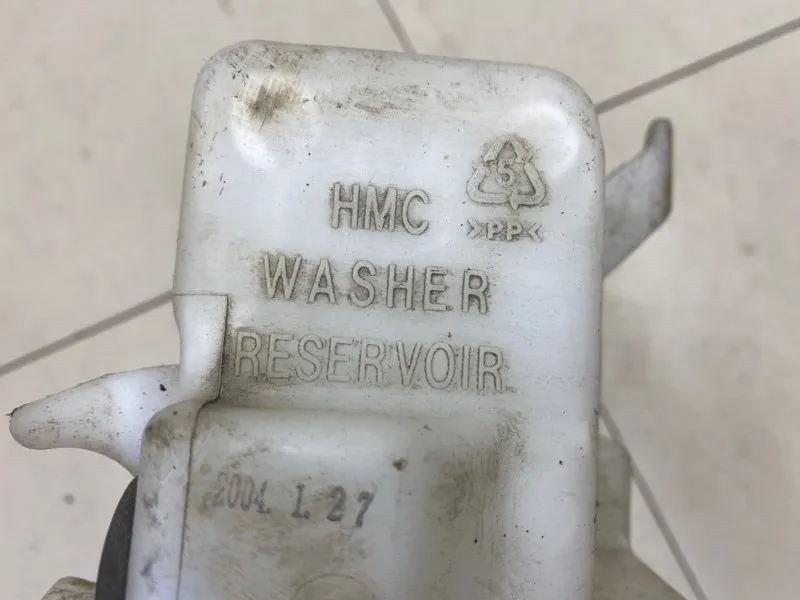 5
HMC
>PP<
WASHER
RESERVOIR
2004. 1. 27